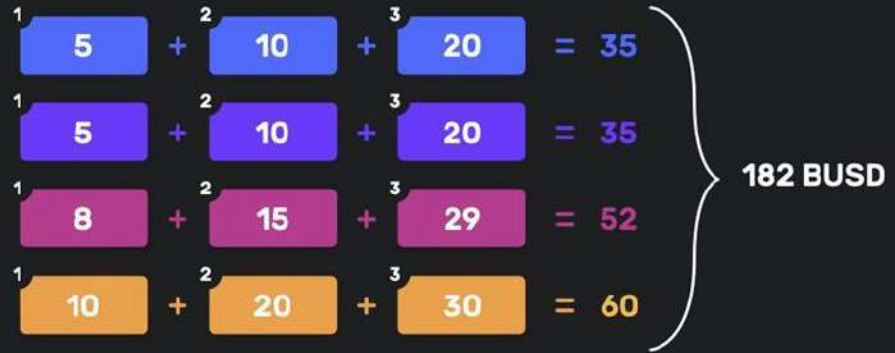 1 5 + 2 10 + 3 20 = 35
1 5 + 2 10 + 3 20 = 35
182 BUSD
1 8 + 2 15 + 3 29 = 52
1 10 + 2 20 + 3 30 = 60